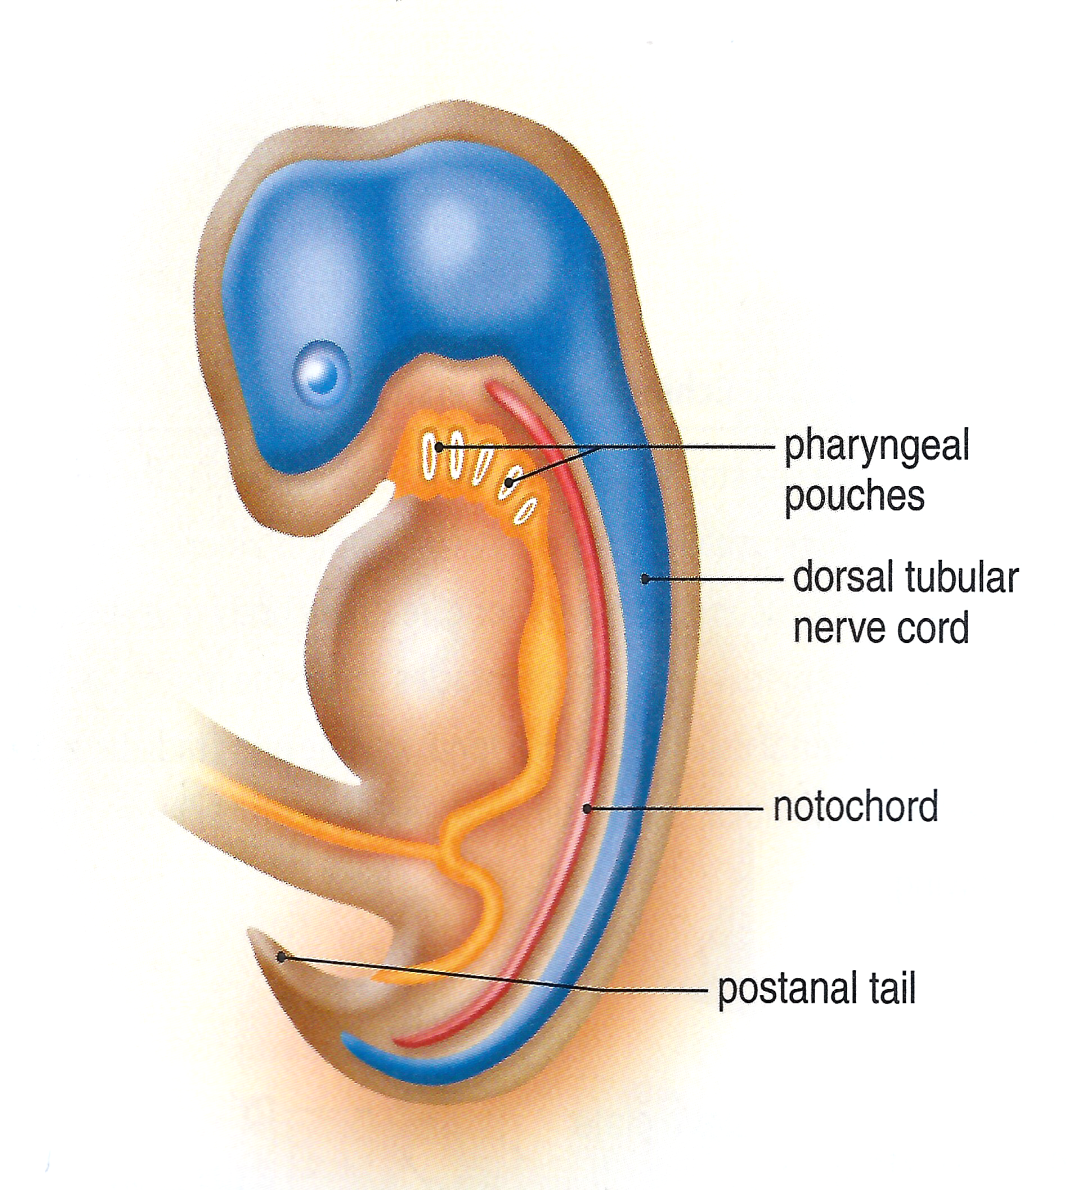 pharyngeal
pouches
dorsal tubular
nerve cord
notochord
postanal tail